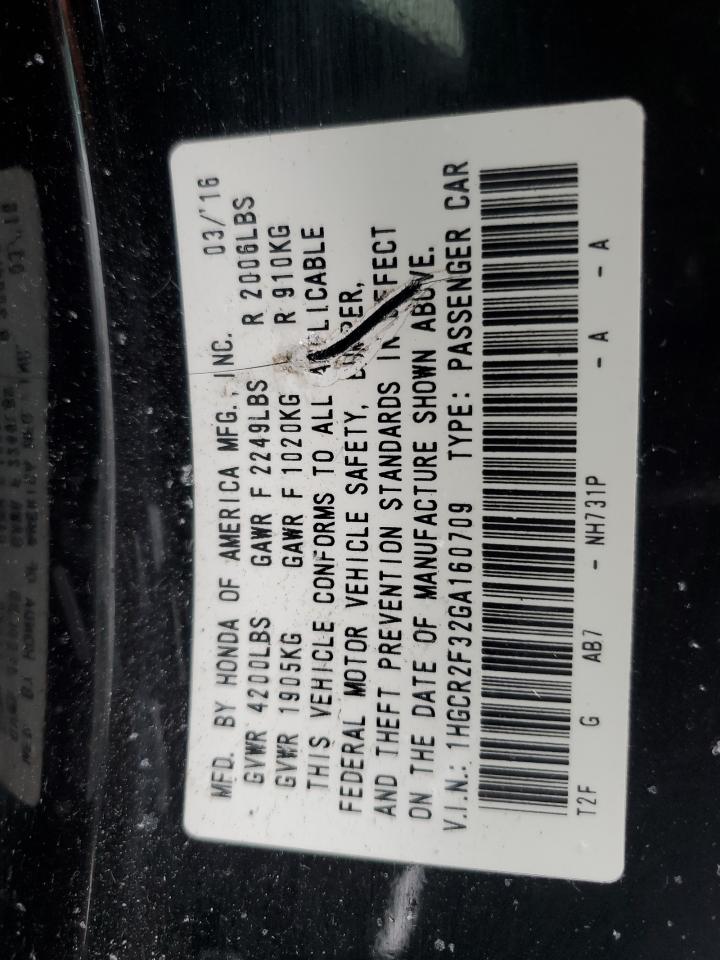 MFD. BY HONDA OF AMERICA MFG., INC. 03/'16
GVWR 4200LBS GAWR F 2249LBS R 2006LBS
GVWR 1905KG GAWR F 1020KG R 910KG
THIS VEHICLE CONFORMS TO ALL APPLICABLE
FEDERAL MOTOR VEHICLE SAFETY, BUMPER,
AND THEFT PREVENTION STANDARDS IN EFFECT
ON THE DATE OF MANUFACTURE SHOWN ABOVE.
V.I.N.: 1HGCR2F32GA160709 TYPE: PASSENGER CAR
T2F G AB7 - NH731P - A - A